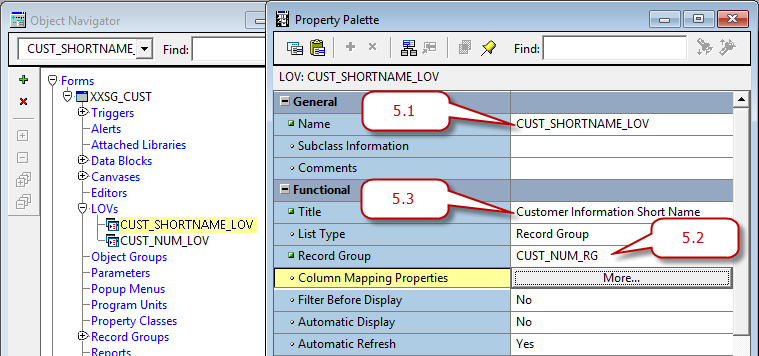 Object Navigator
CUST_SHORTNAME_
Find:
Forms
XXSG_CUST
Triggers
Alerts
Attached Libraries
Data Blocks
Canvases
Editors
LOVs
CUST_SHORTNAME_LOV
CUST_NUM_LOV
Object Groups
Parameters
Popup Menus
Program Units
Property Classes
Record Groups
Reports
Property Palette
Find:
LOV: CUST_SHORTNAME_LOV
General
5.1
Name CUST_SHORTNAME_LOV
Subclass Information
Comments
Functional
5.3
Title Customer Information Short Name
List Type Record Group
5.2
Record Group CUST_NUM_RG
Column Mapping Properties More...
Filter Before Display No
Automatic Display No
Automatic Refresh Yes